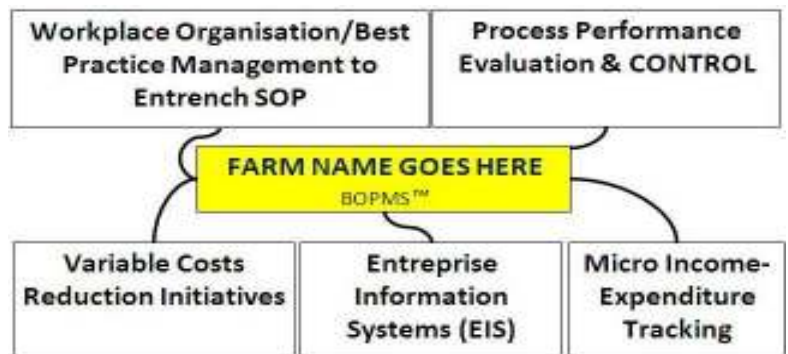 Workplace Organisation/Best
Practice Management to
Entrench SOP
Process Performance
Evaluation & CONTROL
FARM NAME GOES HERE
BOPMS™
Variable Costs
Reduction Initiatives
Entreprise
Information
Systems (EIS)
Micro Income-
Expenditure
Tracking